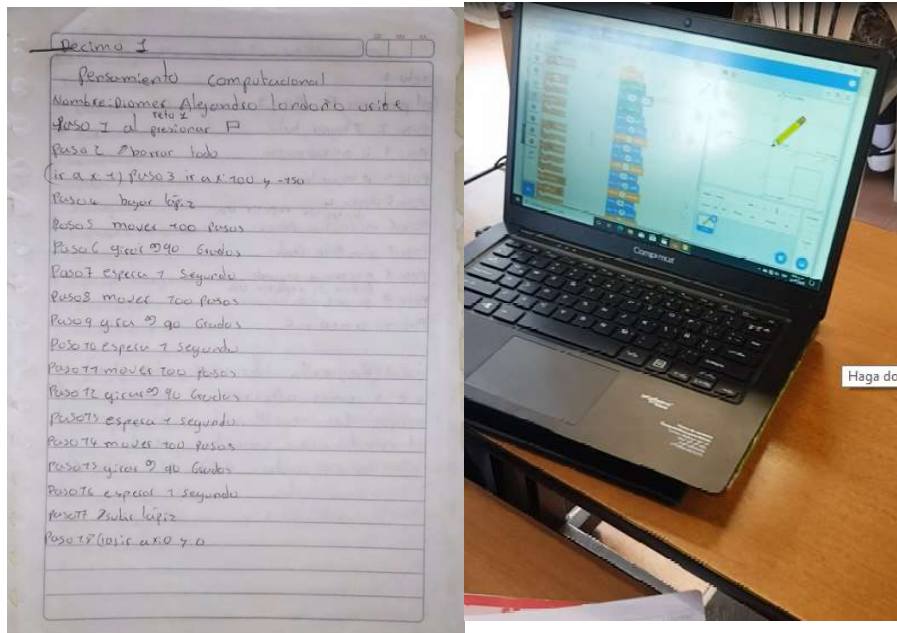 Decimo 1
Pensamiento computacional
Nombre: Diomer Alejandro Londoño uribe
reto 1
Paso 1 al presionar
Paso 2 borrar todo
Paso 3 ir a x: 100 y -150
Paso 4 bajar lápiz
Paso 5 mover 100 pasos
Paso 6 girar 90 Grados
Paso 7 espera 1 segundo
Paso 8 mover 100 pasos
Paso 9 girar 90 Grados
Paso 10 espera 1 segundo
Paso 11 mover 100 pasos
Paso 12 girar 90 Grados
Paso 13 espera 1 segundo
Paso 14 mover 100 pasos
Paso 15 girar 90 Grados
Paso 16 esperar 1 segundo
Paso 17 subir lápiz
Paso 18 ir a x: 0 y 0
Compumax
Haga do